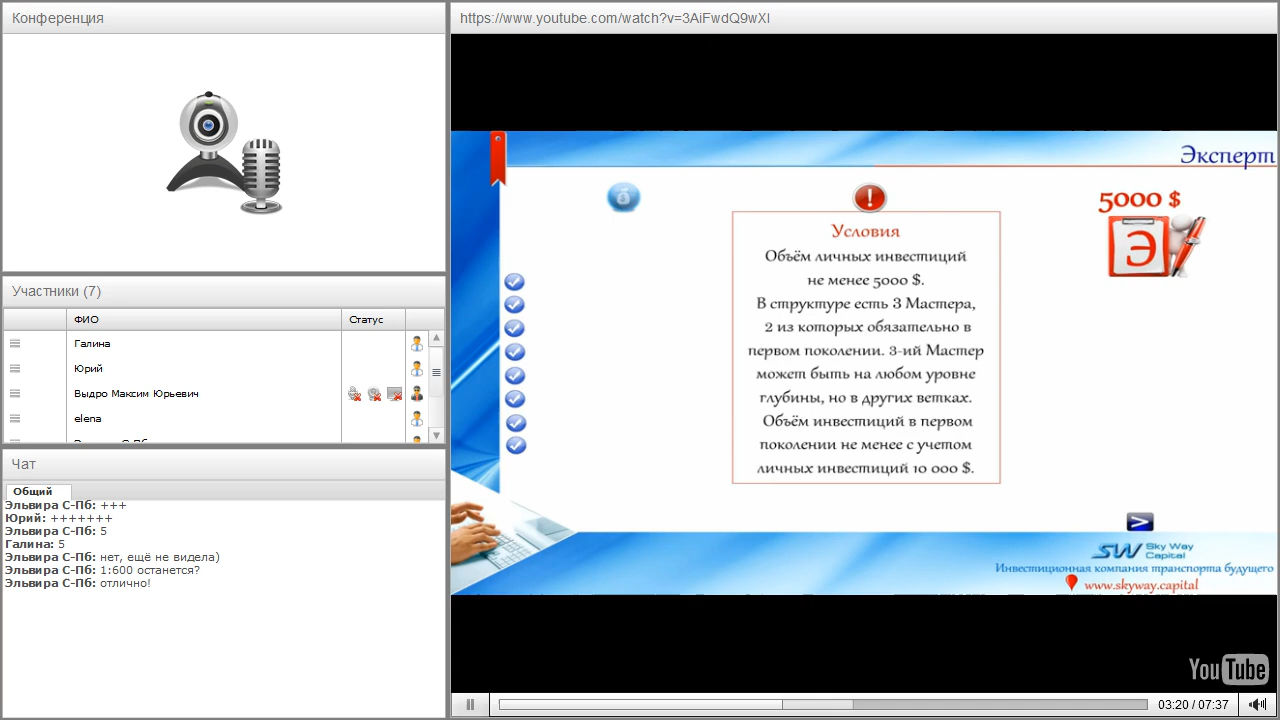 Конференция
Участники (7)
ФИО
Статус
Галина
Юрий
Выдро Максим Юрьевич
elena
Чат
Общий
Эльвира С-Пб: +++
Юрий: +++++++
Эльвира С-Пб: 5
Галина: 5
Эльвира С-Пб: нет, ещё не видела)
Эльвира С-Пб: 1:600 останется?
Эльвира С-Пб: отлично!
https://www.youtube.com/watch?v=3AiFwdQ9wXI
Эксперт
5000 $
Э
Условия
Объём личных инвестиций
не менее 5000 $.
В структуре есть 3 Мастера,
2 из которых обязательно в
первом поколении. 3-ий Мастер
может быть на любом уровне
глубины, но в других ветках.
Объём инвестиций в первом
поколении не менее с учетом
личных инвестиций 10 000 $.
SW Sky Way
Capital
Инвестиционная компания транспорта будущего
www.skyway.capital
YouTube
03:20 / 07:37